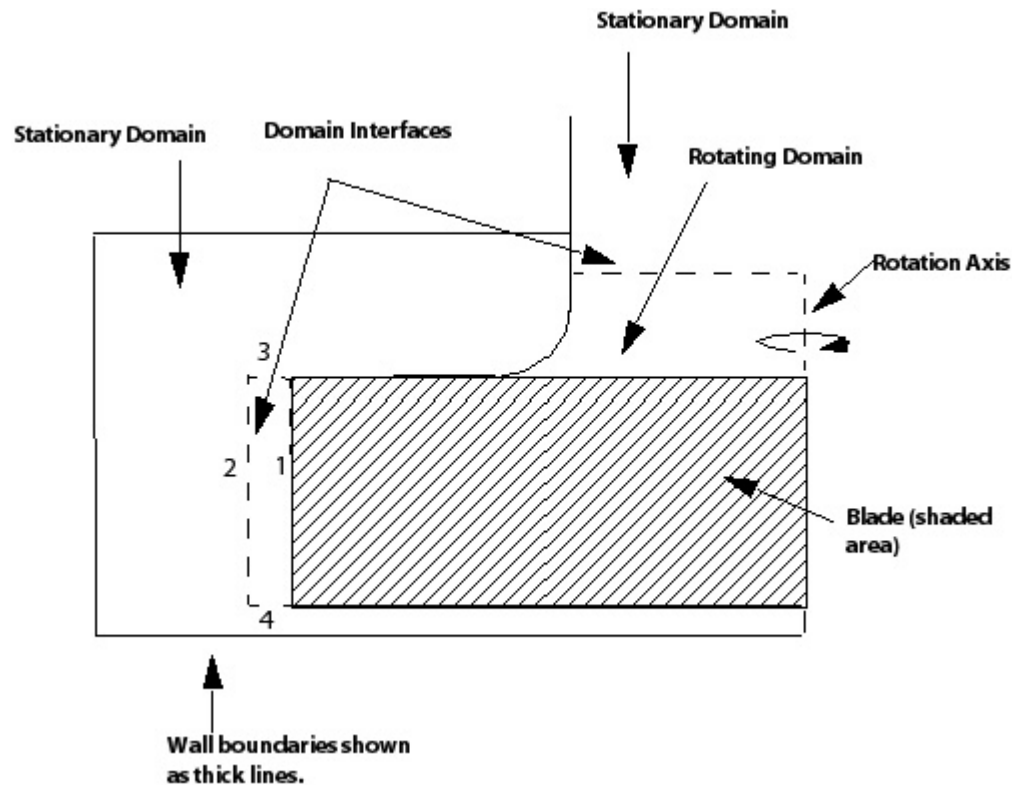 Stationary Domain
Stationary Domain
Domain Interfaces
Rotating Domain
Rotation Axis
3
2
1
Blade (shaded
area)
4
Wall boundaries shown
as thick lines.